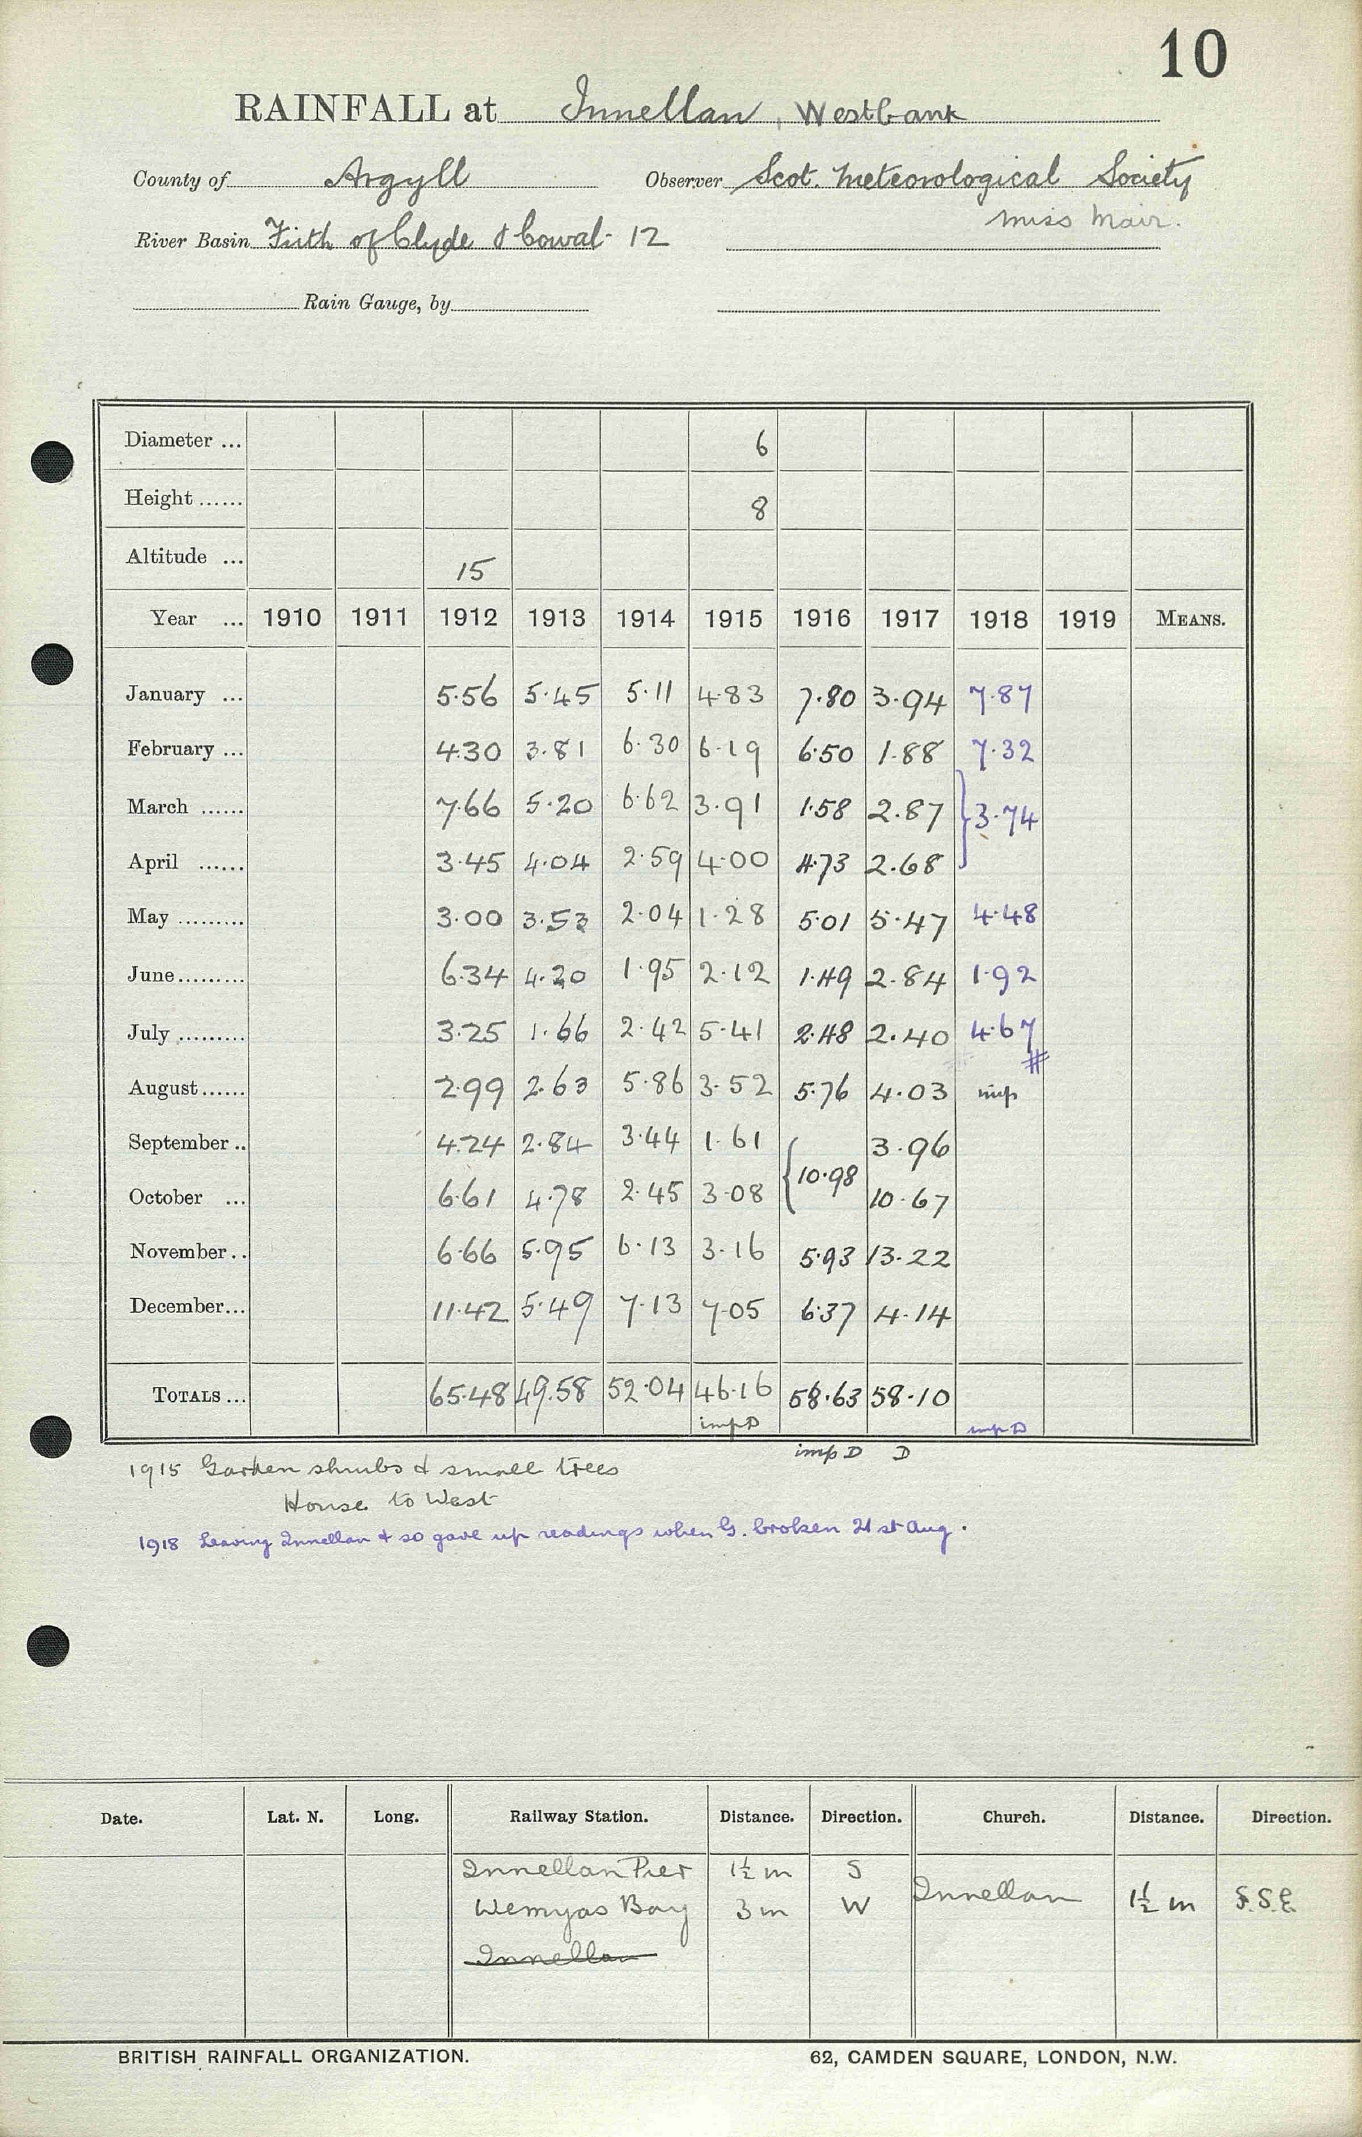 10
RAINFALL at Innellan, Westbank
County of Argyll Observer Scot. Meteorological Society
Miss Mair.
River Basin Firth of Clyde & Cowal - 12
Rain Gauge, by
Diameter ... 6
Height ...... 8
Altitude ... 15
Year ... 1910 1911 1912 1913 1914 1915 1916 1917 1918 1919 MEANS.
January ... 5.56 5.45 5.11 4.83 7.80 3.94 7.87
February ... 4.30 3.81 6.30 6.19 6.50 1.88 7.32
March ...... 7.66 5.20 6.62 3.91 1.58 2.87 } 3.74
April ...... 3.45 4.04 2.59 4.00 4.73 2.68
May ......... 3.00 3.53 2.04 1.28 5.01 5.47 4.48
June......... 6.34 4.20 1.95 2.12 1.49 2.84 1.92
July ......... 3.25 1.66 2.42 5.41 2.48 2.40 4.67
#
August...... 2.99 2.63 5.86 3.52 5.76 4.03 imp
September .. 4.24 2.84 3.44 1.61 { 10.98 3.96
October ... 6.61 4.78 2.45 3.08 10.67
November .. 6.66 5.95 6.13 3.16 5.93 13.22
December... 11.42 5.49 7.13 7.05 6.37 4.14
TOTALS ... 65.48 49.58 52.04 46.16 58.63 58.10
imp D imp D
imp D D
1915 Garden shrubs & small trees
House to West
1918 Leaving Innellan & so gave up readings when G. broken 21st Aug.
Date. Lat. N. Long. Railway Station. Distance. Direction. Church. Distance. Direction.
Innellan Pier 1½ m S
Innellan 1½ m S.S.E.
Wemyss Bay 3 m W
Innellan
BRITISH RAINFALL ORGANIZATION. 62, CAMDEN SQUARE, LONDON, N.W.